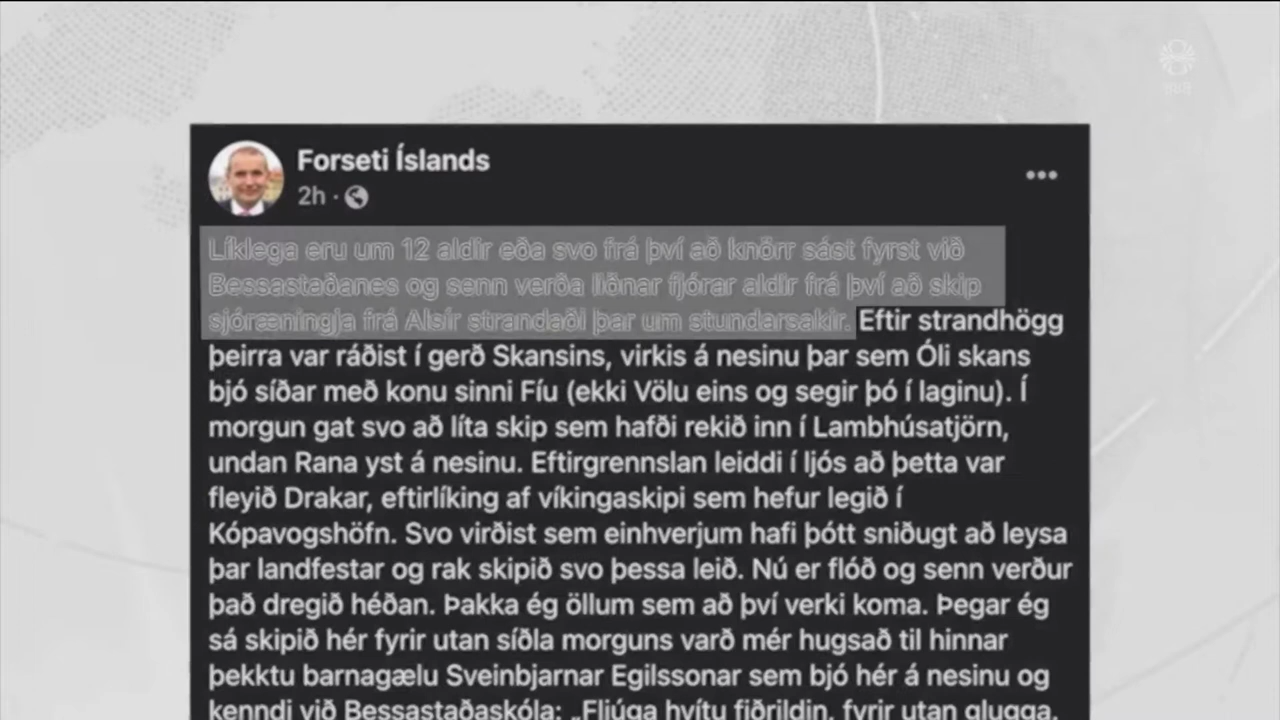 Forseti Íslands
2h ·
Líklega eru um 12 aldir eða svo frá því að knörr sást fyrst við
Bessastaðanes og senn verða liðnar fjórar aldir frá því að skip
sjóræningja frá Alsír strandaði þar um stundarsakir. Eftir strandhögg
þeirra var ráðist í gerð Skansins, virkis á nesinu þar sem Óli skans
bjó síðar með konu sinni Fíu (ekki Völu eins og segir þó í laginu). Í
morgun gat svo að líta skip sem hafði rekið inn í Lambhúsatjörn,
undan Rana yst á nesinu. Eftirgrennslan leiddi í ljós að þetta var
fleyið Drakar, eftirlíking af víkingaskipi sem hefur legið í
Kópavogshöfn. Svo virðist sem einhverjum hafi þótt sniðugt að leysa
þar landfestar og rak skipið svo þessa leið. Nú er flóð og senn verður
það dregið héðan. Þakka ég öllum sem að því verki koma. Þegar ég
sá skipið hér fyrir utan síðla morguns varð mér hugsað til hinnar
þekktu barnagælu Sveinbjarnar Egilssonar sem bjó hér á nesinu og
kenndi við Bessastaðaskóla: „Fljúga hvítu fiðrildin, fyrir utan glugga,